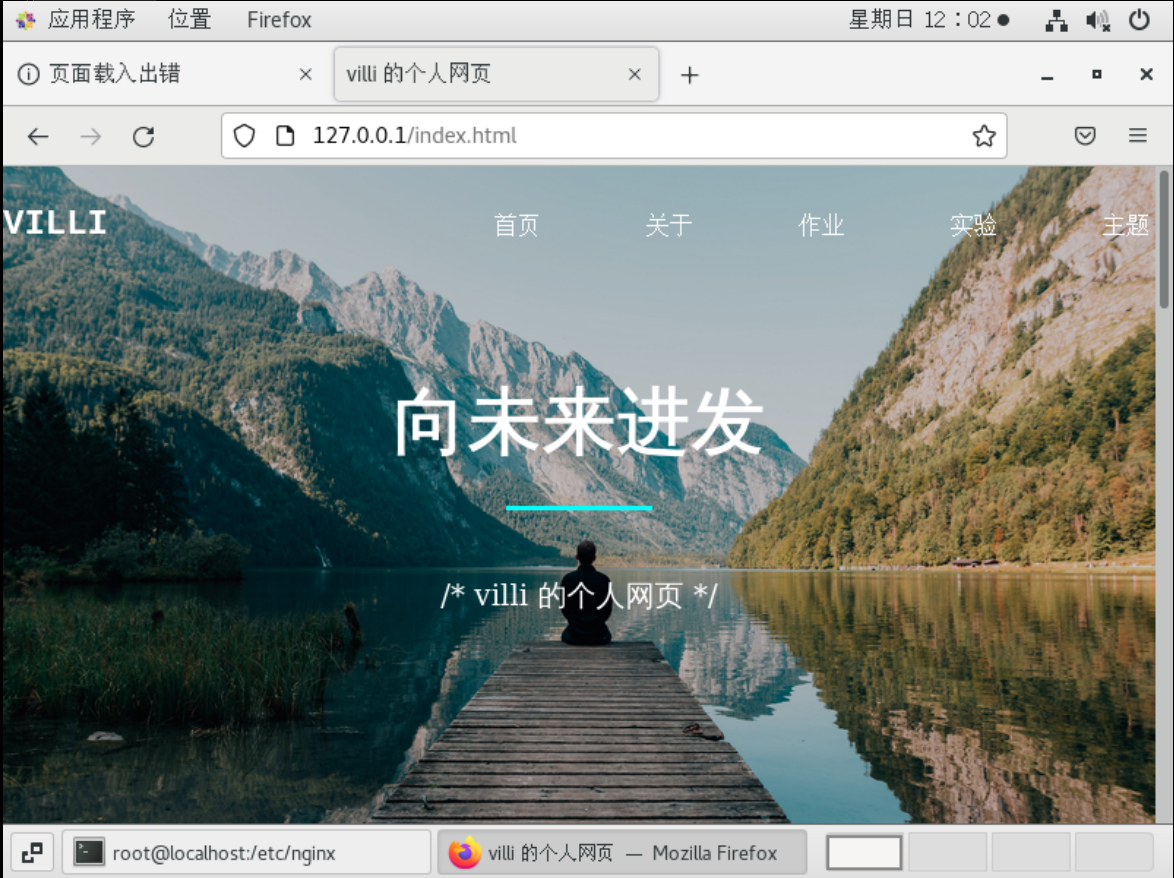 应用程序 位置 Firefox 星期日 12：02
页面载入出错 villi 的个人网页
127.0.0.1/index.html
VILLI 首页 关于 作业 实验 主题
向未来进发
/* villi 的个人网页 */
root@localhost:/etc/nginx villi 的个人网页 — Mozilla Firefox